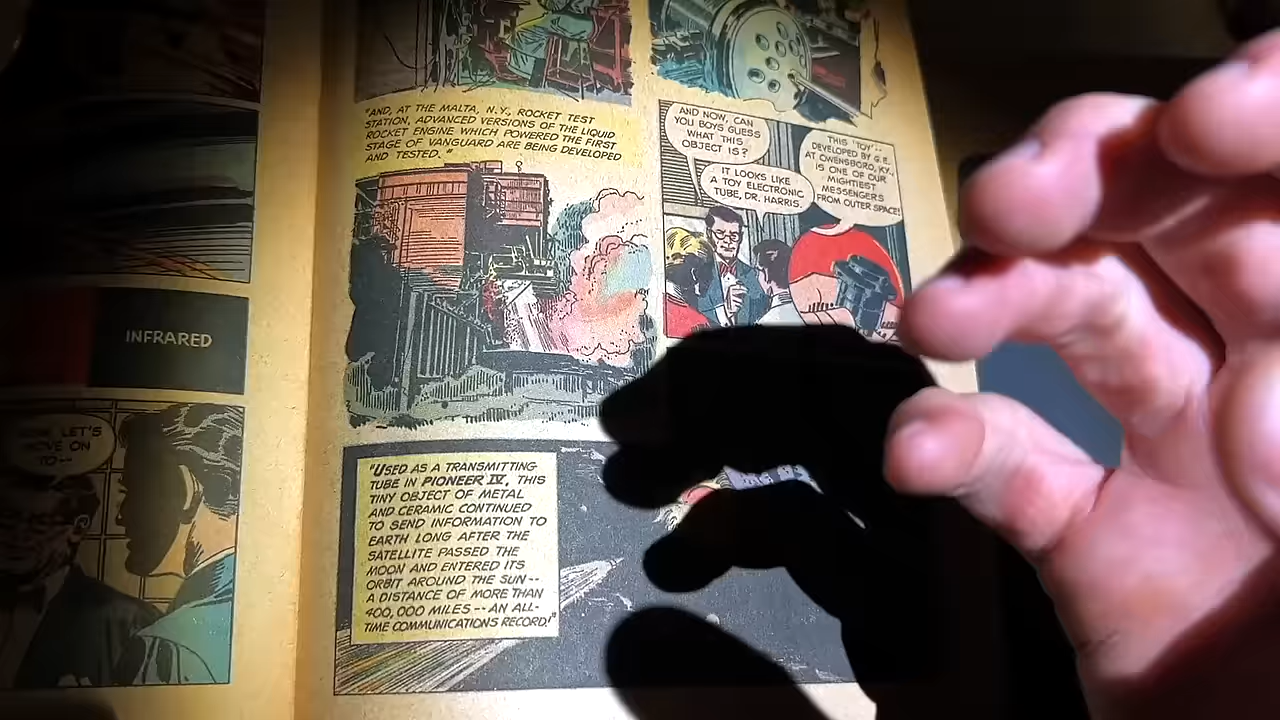 INFRARED
LET'S
MOVE ON
TO--
"AND, AT THE MALTA, N.Y., ROCKET TEST
STATION, ADVANCED VERSIONS OF THE LIQUID
ROCKET ENGINE WHICH POWERED THE FIRST
STAGE OF VANGUARD ARE BEING DEVELOPED
AND TESTED."
AND NOW, CAN
YOU BOYS GUESS
WHAT THIS
OBJECT IS?
IT LOOKS LIKE
A TOY ELECTRONIC
TUBE, DR. HARRIS.
THIS "TOY"--
DEVELOPED BY G.E.
AT OWENSBORO, KY.,
IS ONE OF OUR
MIGHTIEST
MESSENGERS
FROM OUTER SPACE!
"USED AS A TRANSMITTING
TUBE IN PIONEER IV, THIS
TINY OBJECT OF METAL
AND CERAMIC CONTINUED
TO SEND INFORMATION TO
EARTH LONG AFTER THE
SATELLITE PASSED THE
MOON AND ENTERED ITS
ORBIT AROUND THE SUN--
A DISTANCE OF MORE THAN
400,000 MILES--AN ALL-
TIME COMMUNICATIONS RECORD!"